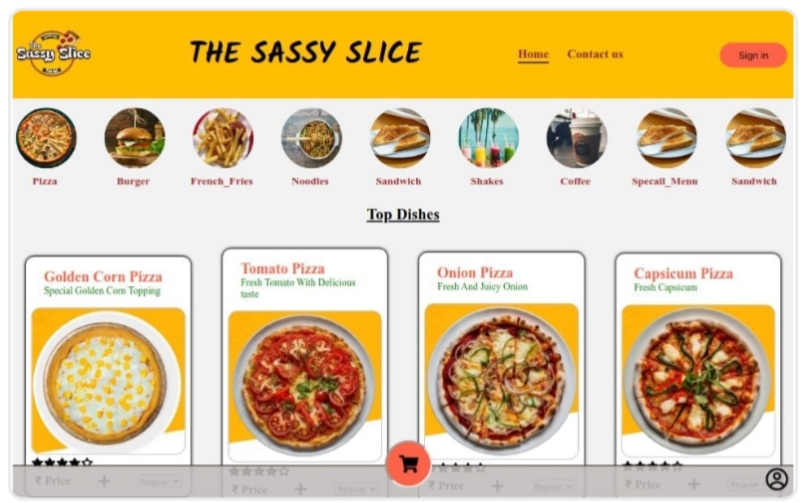 The
Sassy Slice
THE SASSY SLICE
Home
Contact us
Sign in
Pizza
Burger
French_Fries
Noodles
Sandwich
Shakes
Coffee
Specail_Menu
Sandwich
Top Dishes
Golden Corn Pizza
Special Golden Corn Topping
Tomato Pizza
Fresh Tomato With Delicious
taste
Onion Pizza
Fresh And Juicy Onion
Capsicum Pizza
Fresh Capsicum
₹ Price + Regular
₹ Price + Regular
₹ Price + Regular
₹ Price + Regular